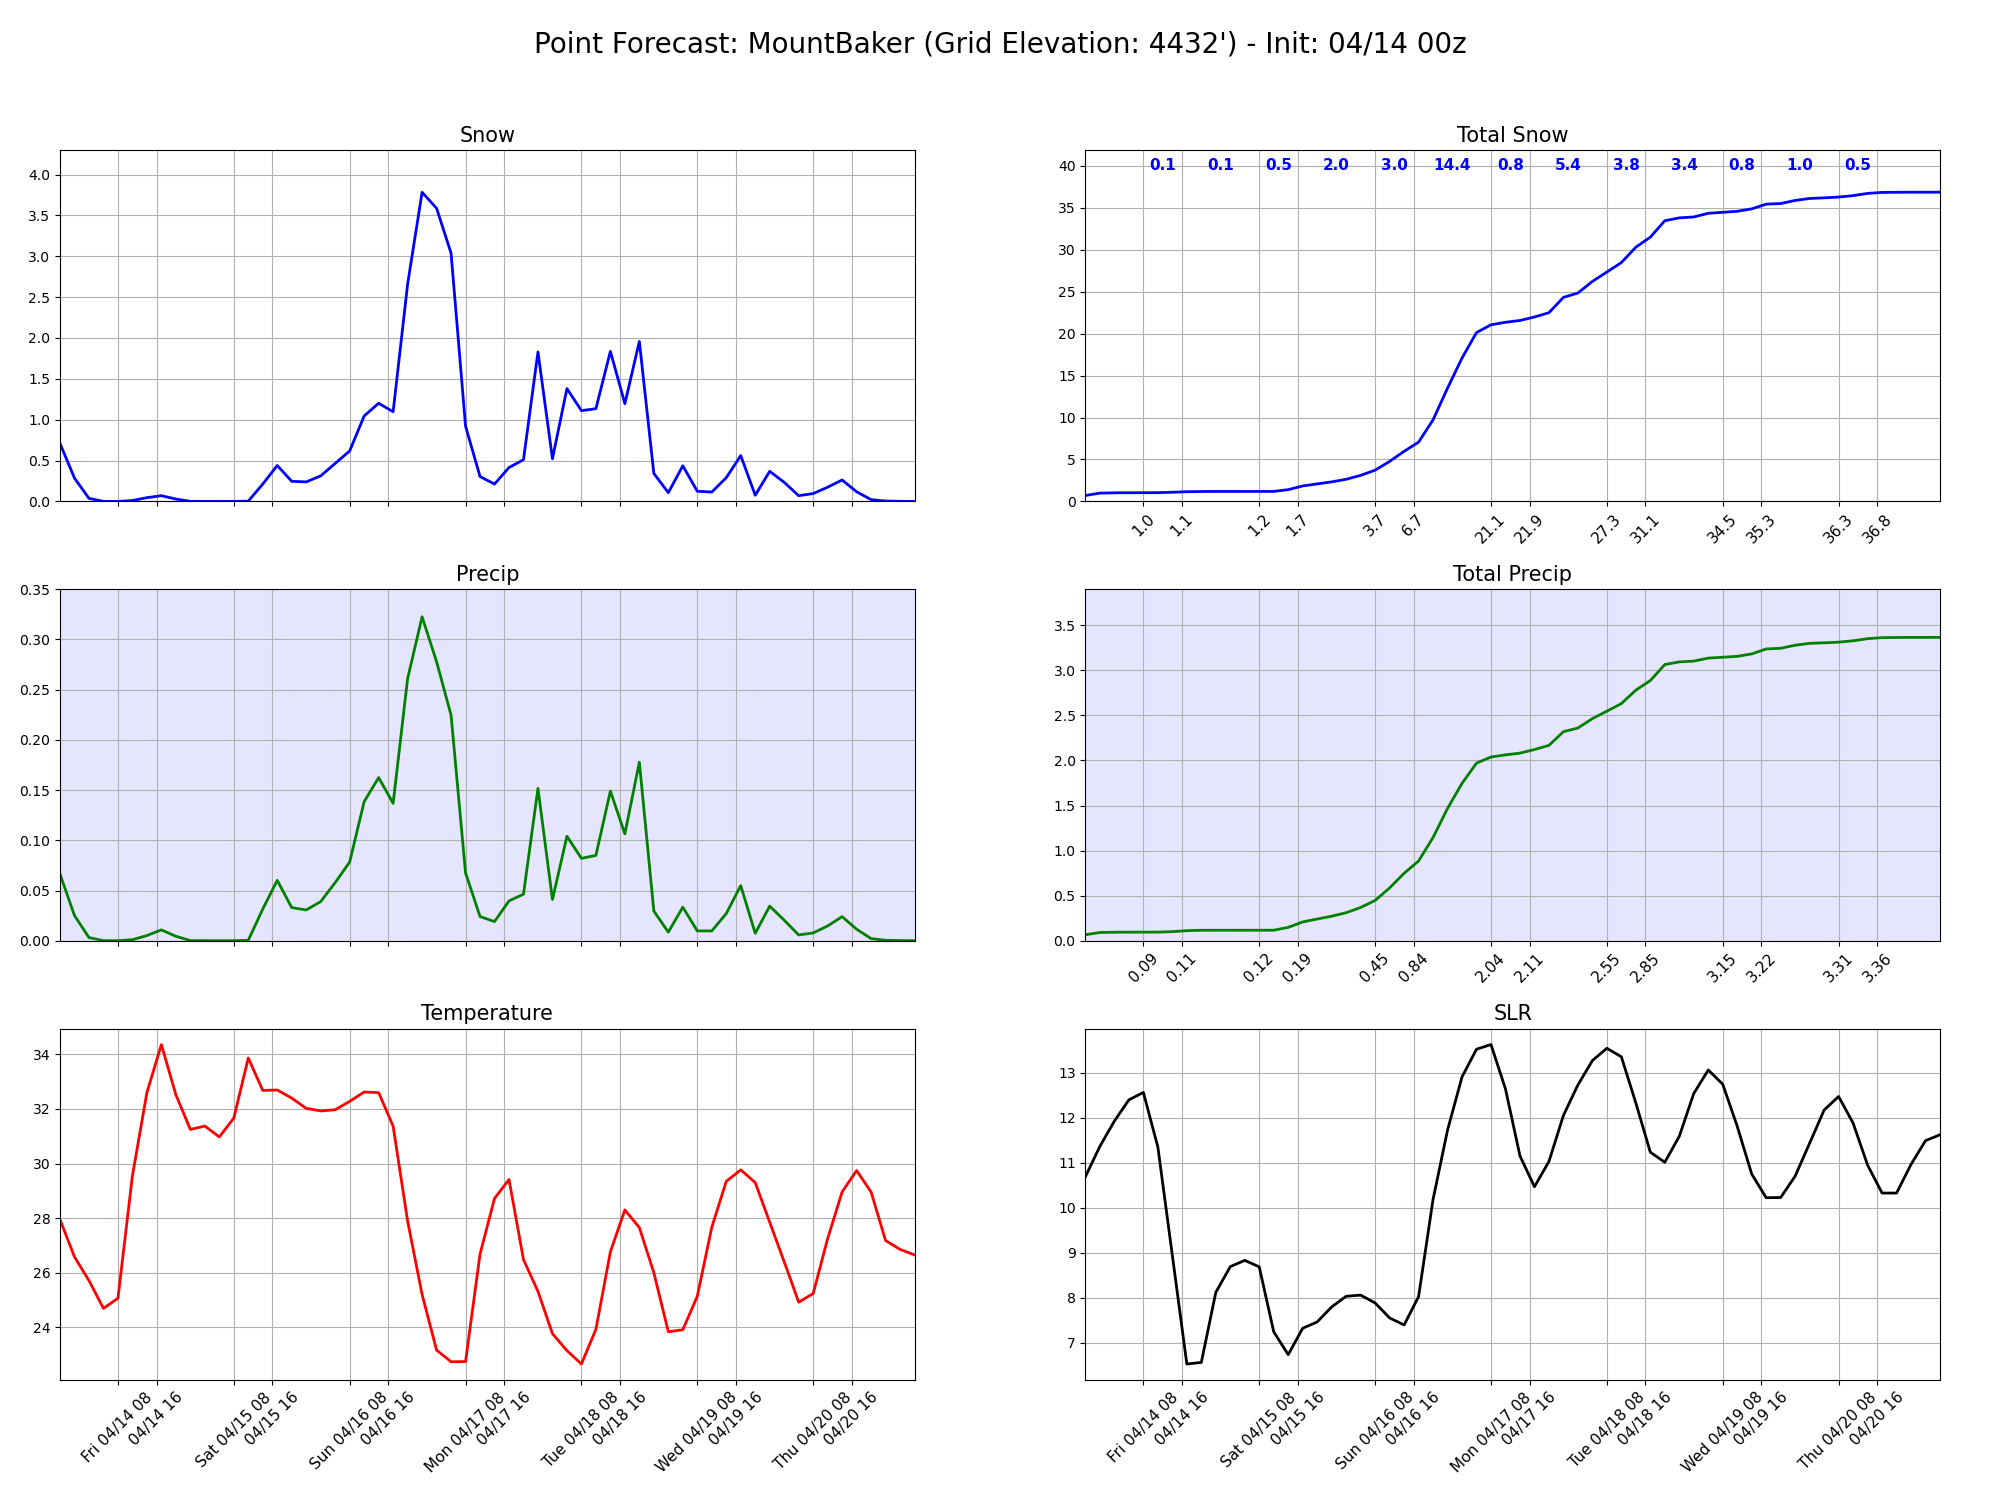 Point Forecast: MountBaker (Grid Elevation: 4432') - Init: 04/14 00z
Snow
4.0
3.5
3.0
2.5
2.0
1.5
1.0
0.5
0.0
Total Snow
0.1 0.1 0.5 2.0 3.0 14.4 0.8 5.4 3.8 3.4 0.8 1.0 0.5
40
35
30
25
20
15
10
5
0
1.0 1.1 1.2 1.7 3.7 6.7 21.1 21.9 27.3 31.1 34.5 35.3 36.3 36.8
Precip
0.35
0.30
0.25
0.20
0.15
0.10
0.05
0.00
Total Precip
3.5
3.0
2.5
2.0
1.5
1.0
0.5
0.0
0.09 0.11 0.12 0.19 0.45 0.84 2.04 2.11 2.55 2.85 3.15 3.22 3.31 3.36
Temperature
34
32
30
28
26
24
Fri 04/14 08
04/14 16
Sat 04/15 08
04/15 16
Sun 04/16 08
04/16 16
Mon 04/17 08
04/17 16
Tue 04/18 08
04/18 16
Wed 04/19 08
04/19 16
Thu 04/20 08
04/20 16
SLR
13
12
11
10
9
8
7
Fri 04/14 08
04/14 16
Sat 04/15 08
04/15 16
Sun 04/16 08
04/16 16
Mon 04/17 08
04/17 16
Tue 04/18 08
04/18 16
Wed 04/19 08
04/19 16
Thu 04/20 08
04/20 16